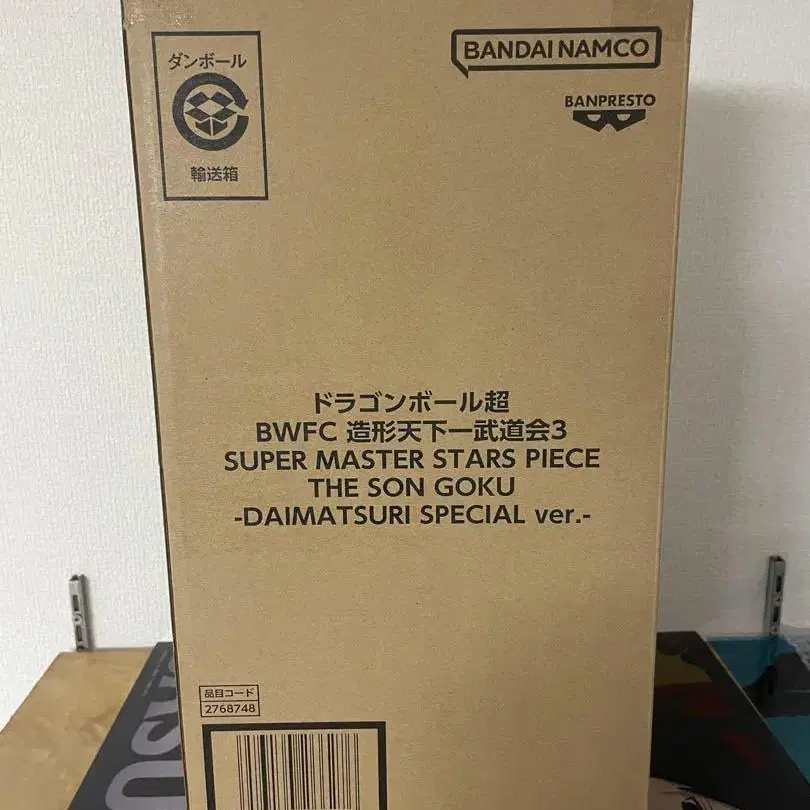 ダンボール
輸送箱
BANDAI NAMCO
BANPRESTO
ドラゴンボール超
BWFC 造形天下一武道会3
SUPER MASTER STARS PIECE
THE SON GOKU
-DAIMATSURI SPECIAL ver.-
品目コード
2768748